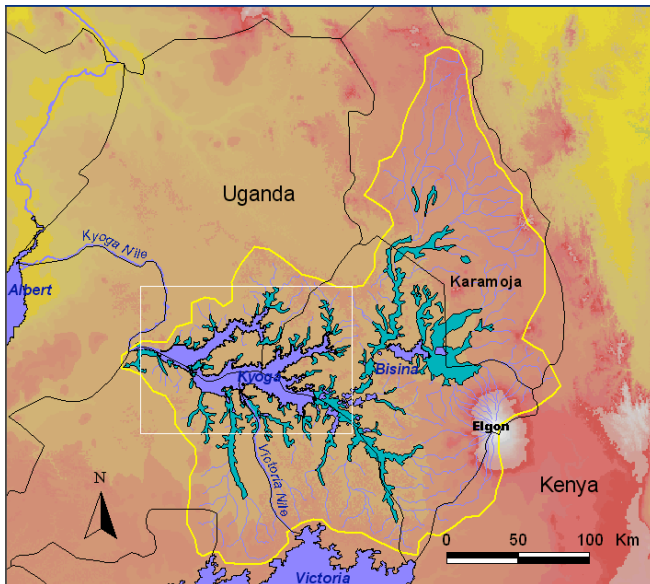 Uganda
Kyoga Nile
Albert
Karamoja
Kyoga
Bisina
Elgon
Victoria Nile
N
Kenya
0 50 100 Km
Victoria